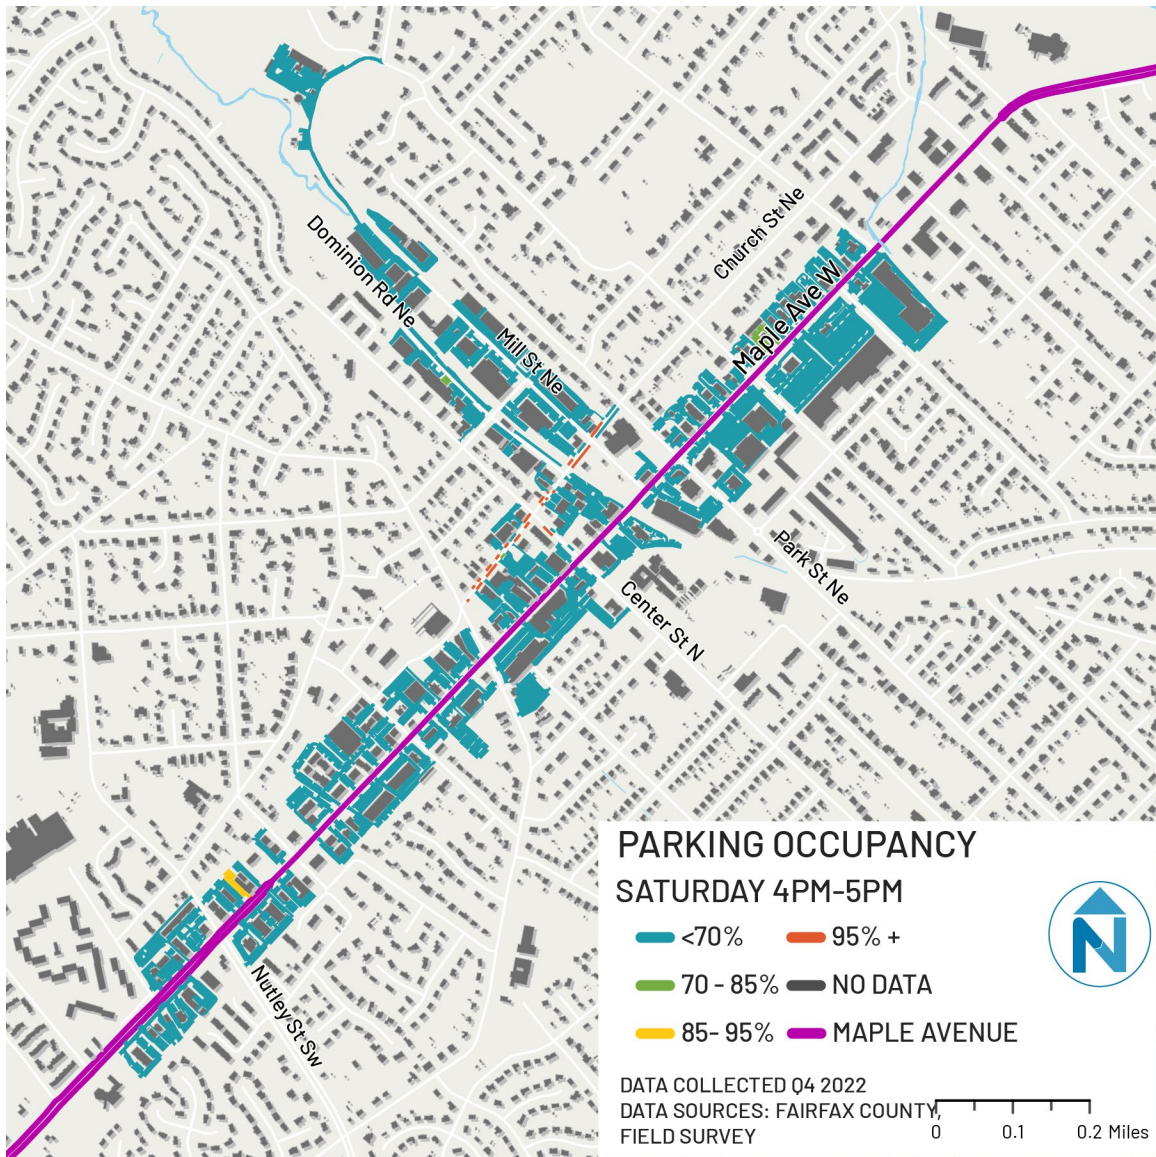 Church St Ne
Dominion Rd Ne
Maple Ave W
Mill St Ne
Park St Ne
Center St N
Nutley St Sw
PARKING OCCUPANCY
SATURDAY 4PM-5PM
<70%
95% +
70 - 85%
NO DATA
85- 95%
MAPLE AVENUE
N
DATA COLLECTED Q4 2022
DATA SOURCES: FAIRFAX COUNTY,
FIELD SURVEY
0 0.1 0.2 Miles